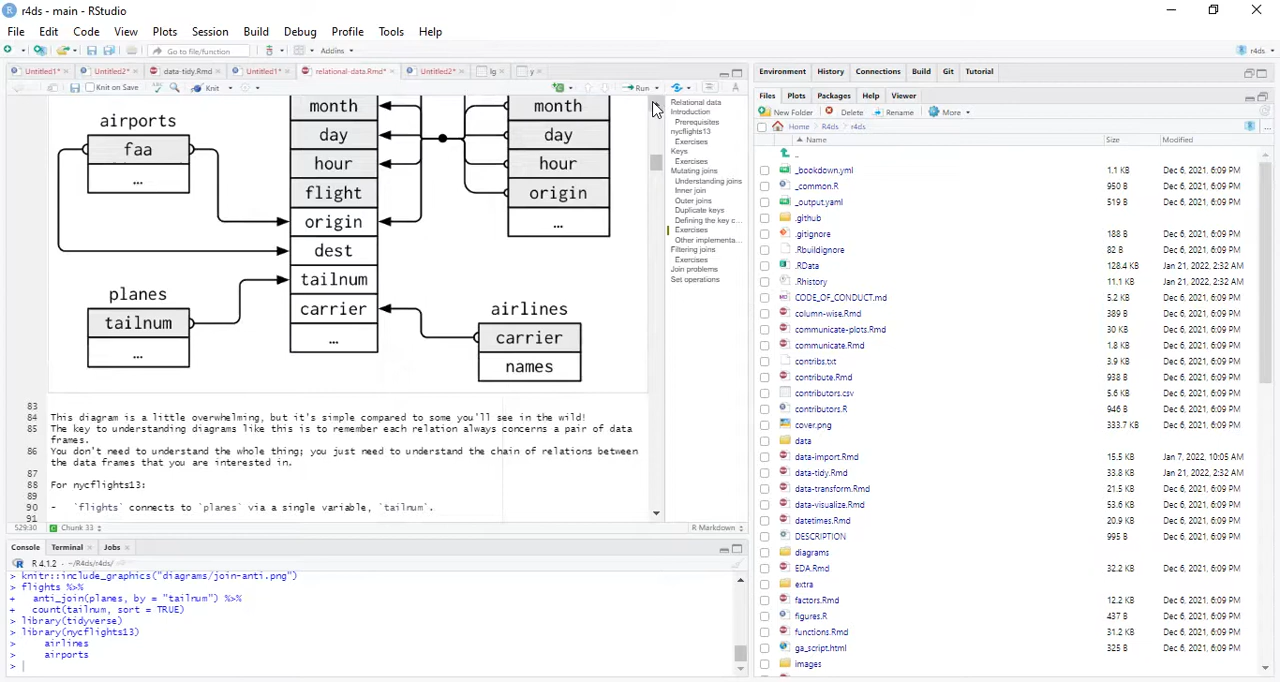 r4ds - main - RStudio
File Edit Code View Plots Session Build Debug Profile Tools Help
Go to file/function Addins r4ds
Untitled1* Untitled2* data-tidy.Rmd Untitled1* relational-data.Rmd* Untitled2* lg y
Knit on Save Knit Run
month
day
hour
flight
origin
dest
tailnum
carrier
...
airports
faa
...
planes
tailnum
...
month
day
hour
origin
...
airlines
carrier
names
83
84 This diagram is a little overwhelming, but it's simple compared to some you'll see in the wild!
85 The key to understanding diagrams like this is to remember each relation always concerns a pair of data
frames.
86 You don't need to understand the whole thing; you just need to understand the chain of relations between
the data frames that you are interested in.
87
88 For nycflights13:
89
90 - `flights` connects to `planes` via a single variable, `tailnum`.
91
529:30 Chunk 33 R Markdown
Relational data
Introduction
Prerequisites
nycflights13
Exercises
Keys
Exercises
Mutating joins
Understanding joins
Inner join
Outer joins
Duplicate keys
Defining the key c...
Exercises
Other implementa...
Filtering joins
Exercises
Join problems
Set operations
Console Terminal Jobs
R 4.1.2 · ~/R4ds/r4ds/
> knitr::include_graphics("diagrams/join-anti.png")
> flights %>%
+ anti_join(planes, by = "tailnum") %>%
+ count(tailnum, sort = TRUE)
> library(tidyverse)
> library(nycflights13)
> airlines
> airports
>
Environment History Connections Build Git Tutorial
Files Plots Packages Help Viewer
New Folder Delete Rename More
Home R4ds r4ds ...
Name Size Modified
..
_bookdown.yml 1.1 KB Dec 6, 2021, 6:09 PM
_common.R 950 B Dec 6, 2021, 6:09 PM
_output.yaml 519 B Dec 6, 2021, 6:09 PM
.github
.gitignore 188 B Dec 6, 2021, 6:09 PM
.Rbuildignore 82 B Dec 6, 2021, 6:09 PM
.RData 128.4 KB Jan 21, 2022, 2:32 AM
.Rhistory 11.1 KB Jan 21, 2022, 2:32 AM
CODE_OF_CONDUCT.md 5.2 KB Dec 6, 2021, 6:09 PM
column-wise.Rmd 389 B Dec 6, 2021, 6:09 PM
communicate-plots.Rmd 30 KB Dec 6, 2021, 6:09 PM
communicate.Rmd 1.8 KB Dec 6, 2021, 6:09 PM
contribs.txt 3.9 KB Dec 6, 2021, 6:09 PM
contribute.Rmd 938 B Dec 6, 2021, 6:09 PM
contributors.csv 5.6 KB Dec 6, 2021, 6:09 PM
contributors.R 946 B Dec 6, 2021, 6:09 PM
cover.png 333.7 KB Dec 6, 2021, 6:09 PM
data
data-import.Rmd 15.5 KB Jan 7, 2022, 10:05 AM
data-tidy.Rmd 33.8 KB Jan 21, 2022, 2:32 AM
data-transform.Rmd 21.5 KB Dec 6, 2021, 6:09 PM
data-visualize.Rmd 53.6 KB Dec 6, 2021, 6:09 PM
datetimes.Rmd 20.9 KB Dec 6, 2021, 6:09 PM
DESCRIPTION 995 B Dec 6, 2021, 6:09 PM
diagrams
EDA.Rmd 32.2 KB Dec 6, 2021, 6:09 PM
extra
factors.Rmd 12.2 KB Dec 6, 2021, 6:09 PM
figures.R 437 B Dec 6, 2021, 6:09 PM
functions.Rmd 31.2 KB Dec 6, 2021, 6:09 PM
ga_script.html 325 B Dec 6, 2021, 6:09 PM
images